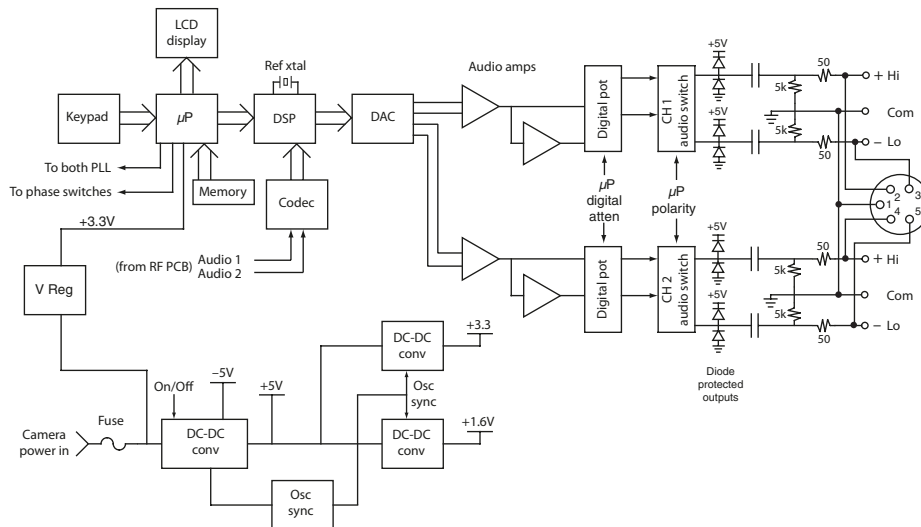 LCD
display
Ref xtal
Audio amps
Keypad
µP
DSP
DAC
Digital pot
CH 1
audio switch
+5V
+5V
50
5k
5k
50
+ Hi
Com
− Lo
To both PLL
To phase switches
Memory
Codec
+3.3V
(from RF PCB)
Audio 1
Audio 2
µP
digital
atten
µP
polarity
2
3
1
4
5
V Reg
Digital pot
CH 2
audio switch
+5V
+5V
50
5k
5k
50
+ Hi
Com
− Lo
Diode
protected
outputs
On/Off
−5V
+5V
DC-DC
conv
+3.3
Osc
sync
Camera
power in
Fuse
DC-DC
conv
DC-DC
conv
+1.6V
Osc
sync